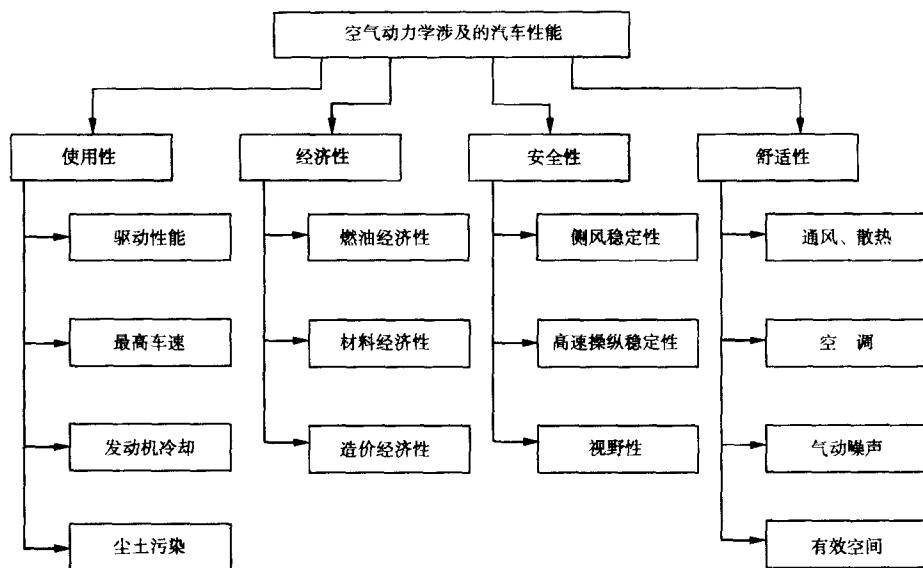 空气动力学涉及的汽车性能
使用性
经济性
安全性
舒适性
驱动性能
燃油经济性
侧风稳定性
通风、散热
最高车速
材料经济性
高速操纵稳定性
空 调
发动机冷却
造价经济性
视野性
气动噪声
尘土污染
有效空间